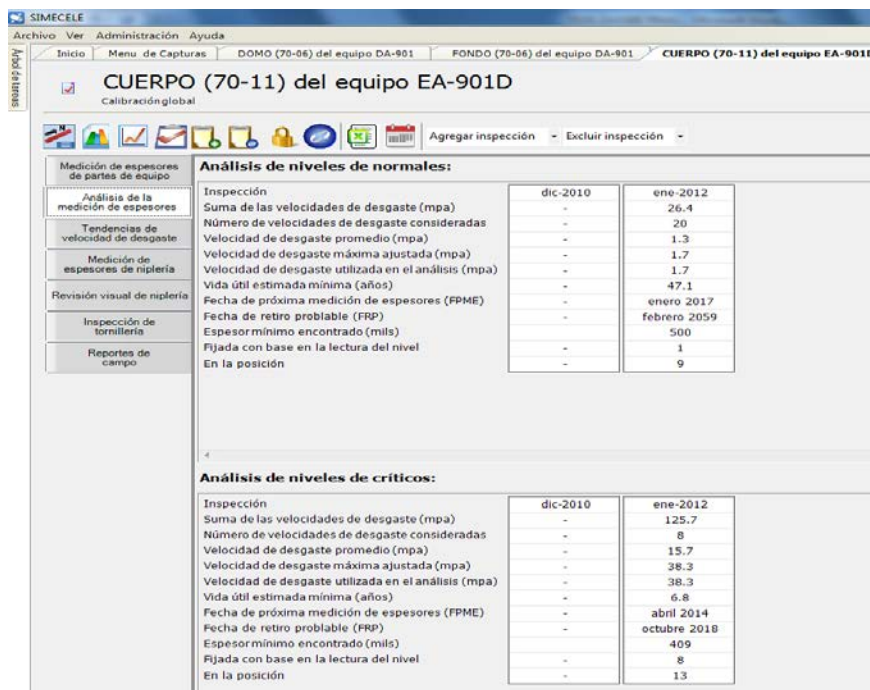 SIMECELE
Archivo Ver Administración Ayuda
Árbol de tareas
Inicio Menu de Capturas DOMO (70-06) del equipo DA-901 FONDO (70-06) del equipo DA-901 CUERPO (70-11) del equipo EA-901D
CUERPO (70-11) del equipo EA-901D
Calibración global
Agregar inspección - Excluir inspección -
Medición de espesores
de partes de equipo
Análisis de la
medición de espesores
Tendencias de
velocidad de desgaste
Medición de
espesores de niplería
Revisión visual de niplería
Inspección de
tornillería
Reportes de
campo
Análisis de niveles de normales:
Inspección dic-2010 ene-2012
Suma de las velocidades de desgaste (mpa) - 26.4
Número de velocidades de desgaste consideradas - 20
Velocidad de desgaste promedio (mpa) - 1.3
Velocidad de desgaste máxima ajustada (mpa) - 1.7
Velocidad de desgaste utilizada en el análisis (mpa) - 1.7
Vida útil estimada mínima (años) - 47.1
Fecha de próxima medición de espesores (FPME) - enero 2017
Fecha de retiro problable (FRP) - febrero 2059
Espesor mínimo encontrado (mils) 500
Fijada con base en la lectura del nivel - 1
En la posición - 9
Análisis de niveles de críticos:
Inspección dic-2010 ene-2012
Suma de las velocidades de desgaste (mpa) - 125.7
Número de velocidades de desgaste consideradas - 8
Velocidad de desgaste promedio (mpa) - 15.7
Velocidad de desgaste máxima ajustada (mpa) - 38.3
Velocidad de desgaste utilizada en el análisis (mpa) - 38.3
Vida útil estimada mínima (años) - 6.8
Fecha de próxima medición de espesores (FPME) - abril 2014
Fecha de retiro problable (FRP) - octubre 2018
Espesor mínimo encontrado (mils) 409
Fijada con base en la lectura del nivel - 8
En la posición - 13